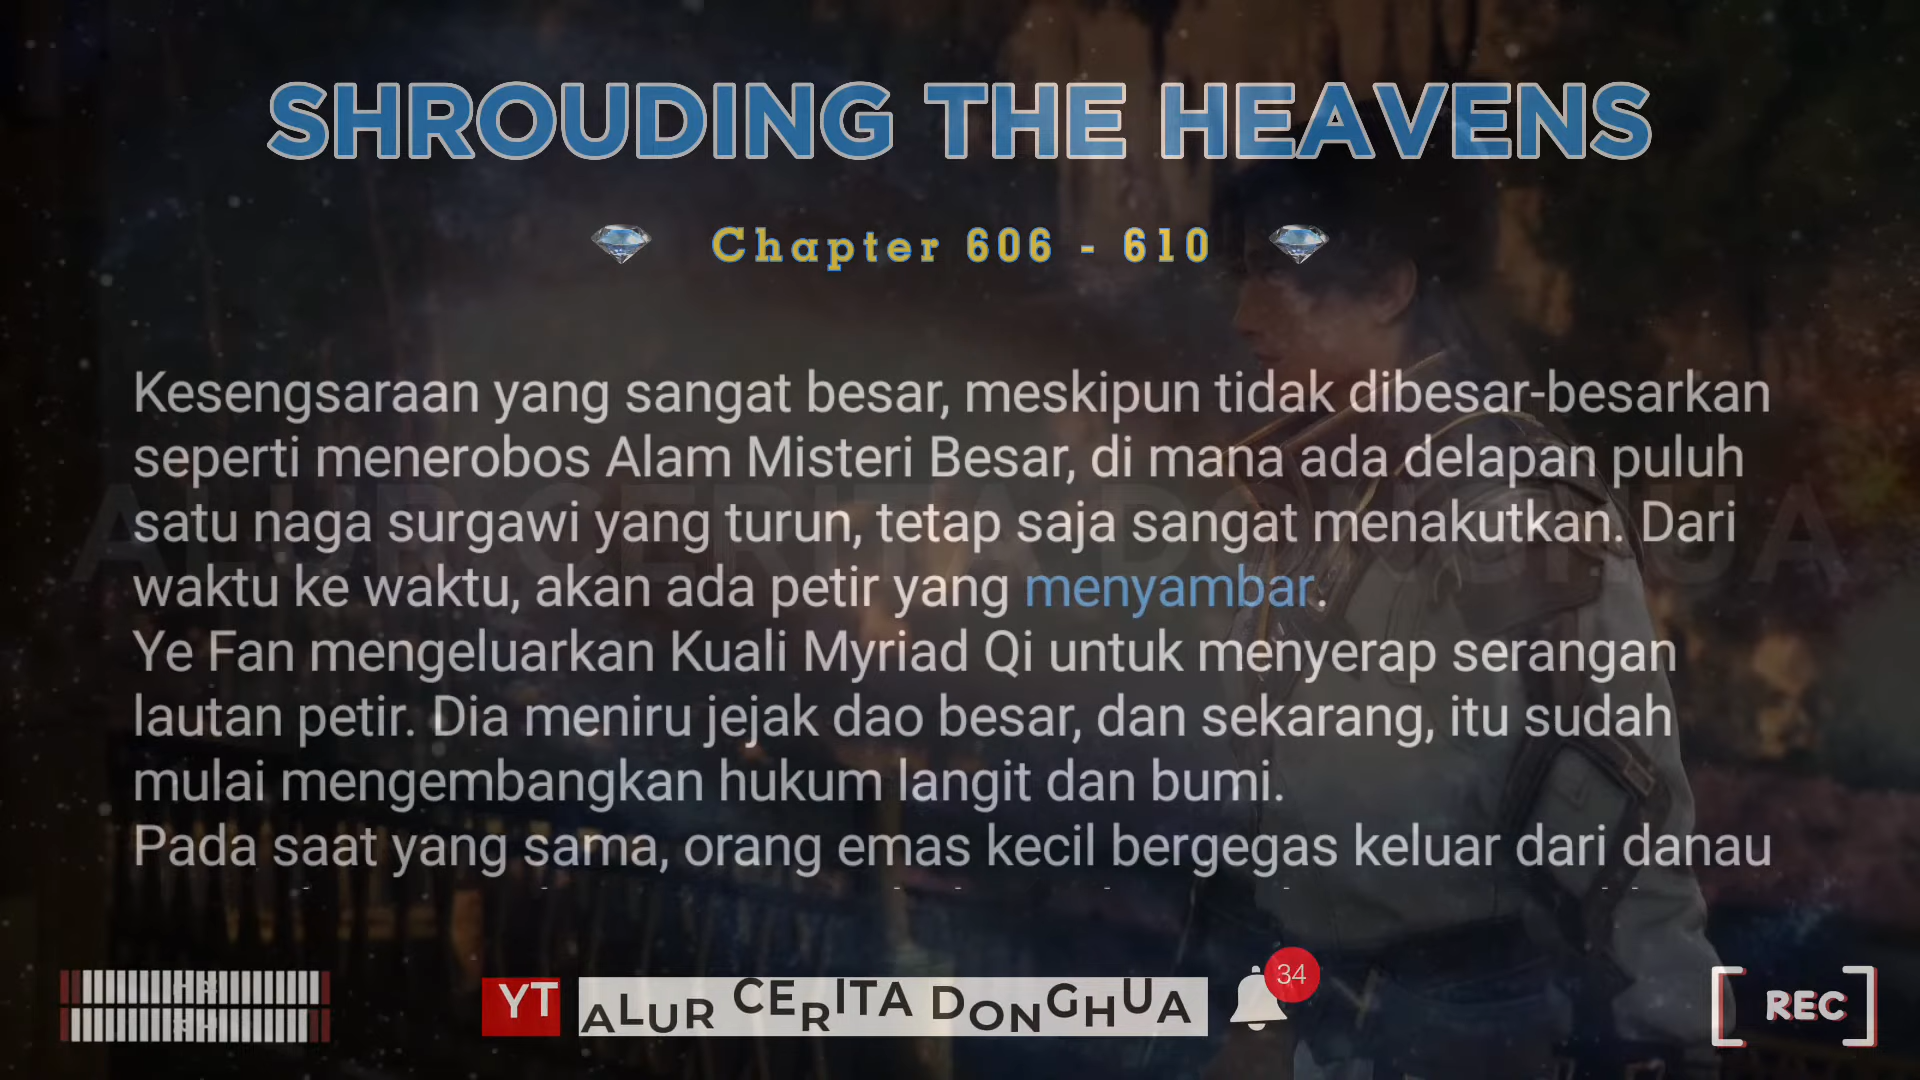 SHROUDING THE HEAVENS
Chapter 606 - 610
Kesengsaraan yang sangat besar, meskipun tidak dibesar-besarkan
seperti menerobos Alam Misteri Besar, di mana ada delapan puluh
satu naga surgawi yang turun, tetap saja sangat menakutkan. Dari
waktu ke waktu, akan ada petir yang menyambar.
Ye Fan mengeluarkan Kuali Myriad Qi untuk menyerap serangan
lautan petir. Dia meniru jejak dao besar, dan sekarang, itu sudah
mulai mengembangkan hukum langit dan bumi.
Pada saat yang sama, orang emas kecil bergegas keluar dari danau
ALUR CERITA DONGHUA
YT ALUR CERITA DONGHUA 34
REC